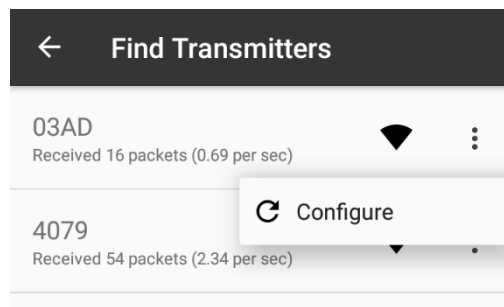 Find Transmitters
03AD
Received 16 packets (0.69 per sec)
Configure
4079
Received 54 packets (2.34 per sec)